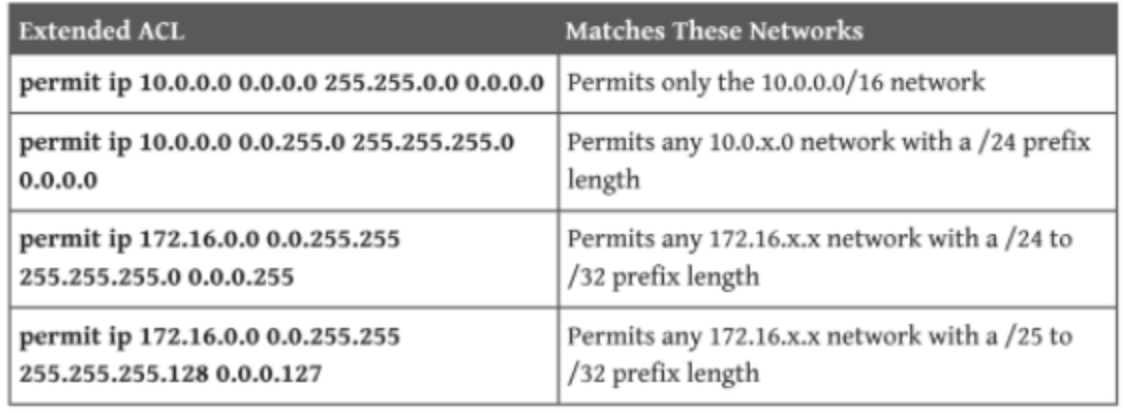 Extended ACL Matches These Networks
permit ip 10.0.0.0 0.0.0.0 255.255.0.0 0.0.0.0 Permits only the 10.0.0.0/16 network
permit ip 10.0.0.0 0.0.255.0 255.255.255.0
0.0.0.0
Permits any 10.0.x.0 network with a /24 prefix
length
permit ip 172.16.0.0 0.0.255.255
255.255.255.0 0.0.0.255
Permits any 172.16.x.x network with a /24 to
/32 prefix length
permit ip 172.16.0.0 0.0.255.255
255.255.255.128 0.0.0.127
Permits any 172.16.x.x network with a /25 to
/32 prefix length